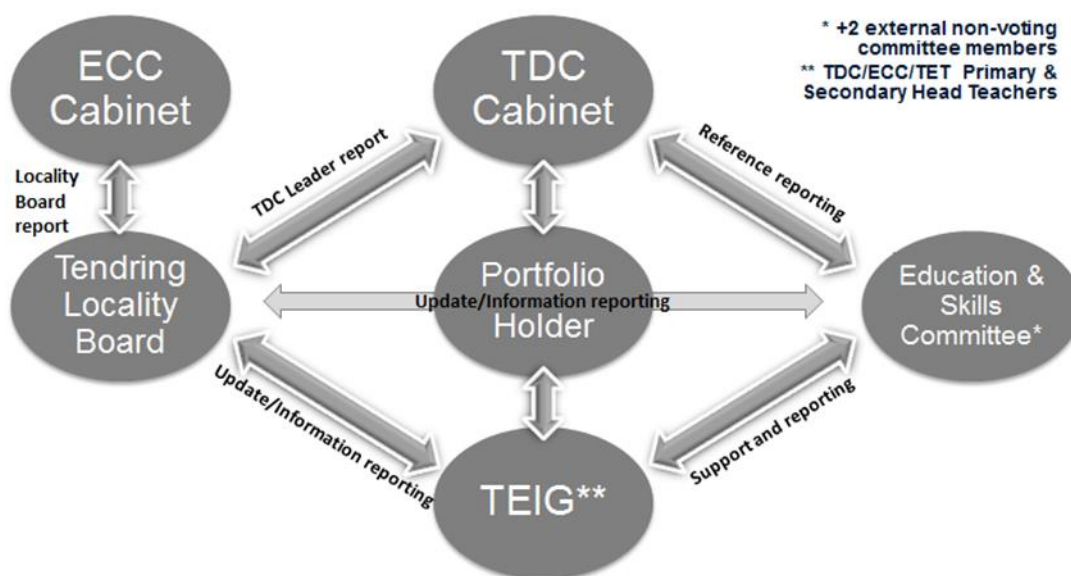 ECC
Cabinet
TDC
Cabinet
* +2 external non-voting
committee members
** TDC/ECC/TET Primary &
Secondary Head Teachers
Locality
Board
report
TDC Leader report
Reference reporting
Tendring
Locality
Board
Portfolio
Holder
Update/Information reporting
Education &
Skills
Committee*
Update/Information reporting
Support and reporting
TEIG**